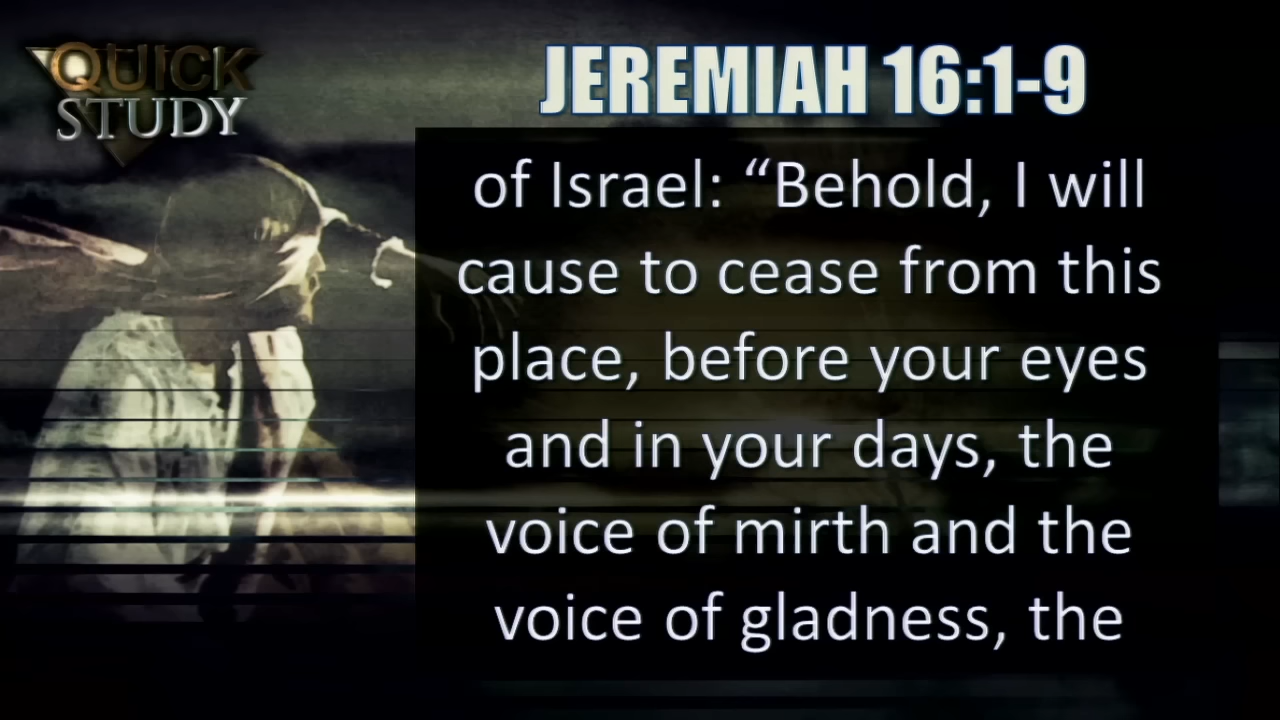 QUICK
STUDY
JEREMIAH 16:1-9
of Israel: “Behold, I will
cause to cease from this
place, before your eyes
and in your days, the
voice of mirth and the
voice of gladness, the